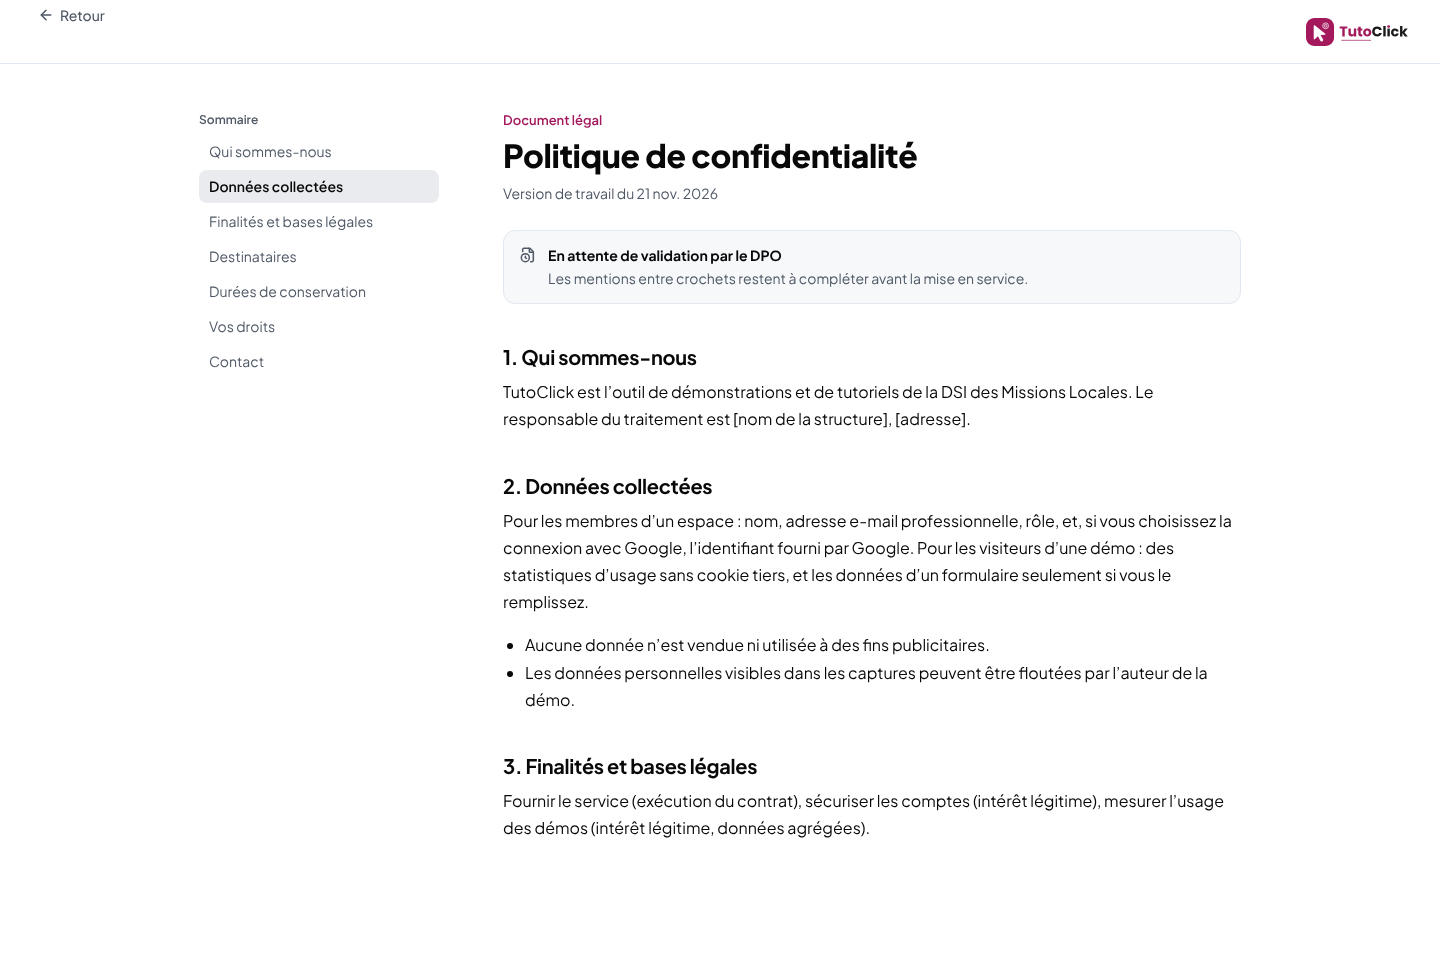 Retour
TutoClick
Sommaire
Qui sommes-nous
Données collectées
Finalités et bases légales
Destinataires
Durées de conservation
Vos droits
Contact
Document légal
Politique de confidentialité
Version de travail du 21 nov. 2026
En attente de validation par le DPO
Les mentions entre crochets restent à compléter avant la mise en service.
1. Qui sommes-nous
TutoClick est l’outil de démonstrations et de tutoriels de la DSI des Missions Locales. Le
responsable du traitement est [nom de la structure], [adresse].
2. Données collectées
Pour les membres d’un espace : nom, adresse e-mail professionnelle, rôle, et, si vous choisissez la
connexion avec Google, l’identifiant fourni par Google. Pour les visiteurs d’une démo : des
statistiques d’usage sans cookie tiers, et les données d’un formulaire seulement si vous le
remplissez.
• Aucune donnée n’est vendue ni utilisée à des fins publicitaires.
• Les données personnelles visibles dans les captures peuvent être floutées par l’auteur de la
démo.
3. Finalités et bases légales
Fournir le service (exécution du contrat), sécuriser les comptes (intérêt légitime), mesurer l’usage
des démos (intérêt légitime, données agrégées).